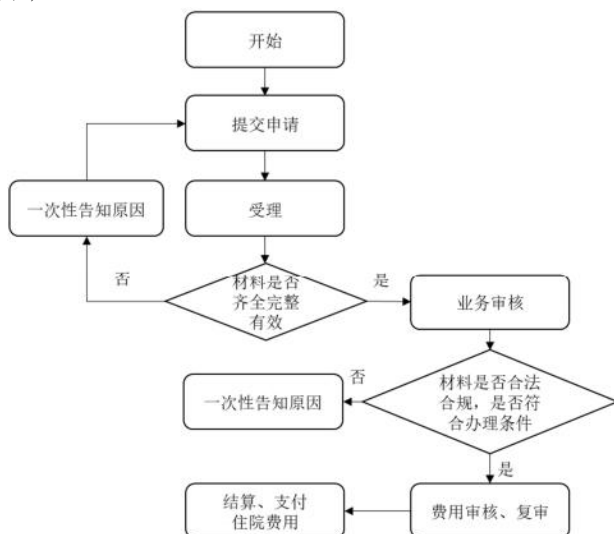 开始
提交申请
一次性告知原因
受理
否
材料是否
齐全完整
有效
是
业务审核
一次性告知原因
否
材料是否合法
合规，是否符
合办理条件
是
结算、支付
住院费用
费用审核、复审